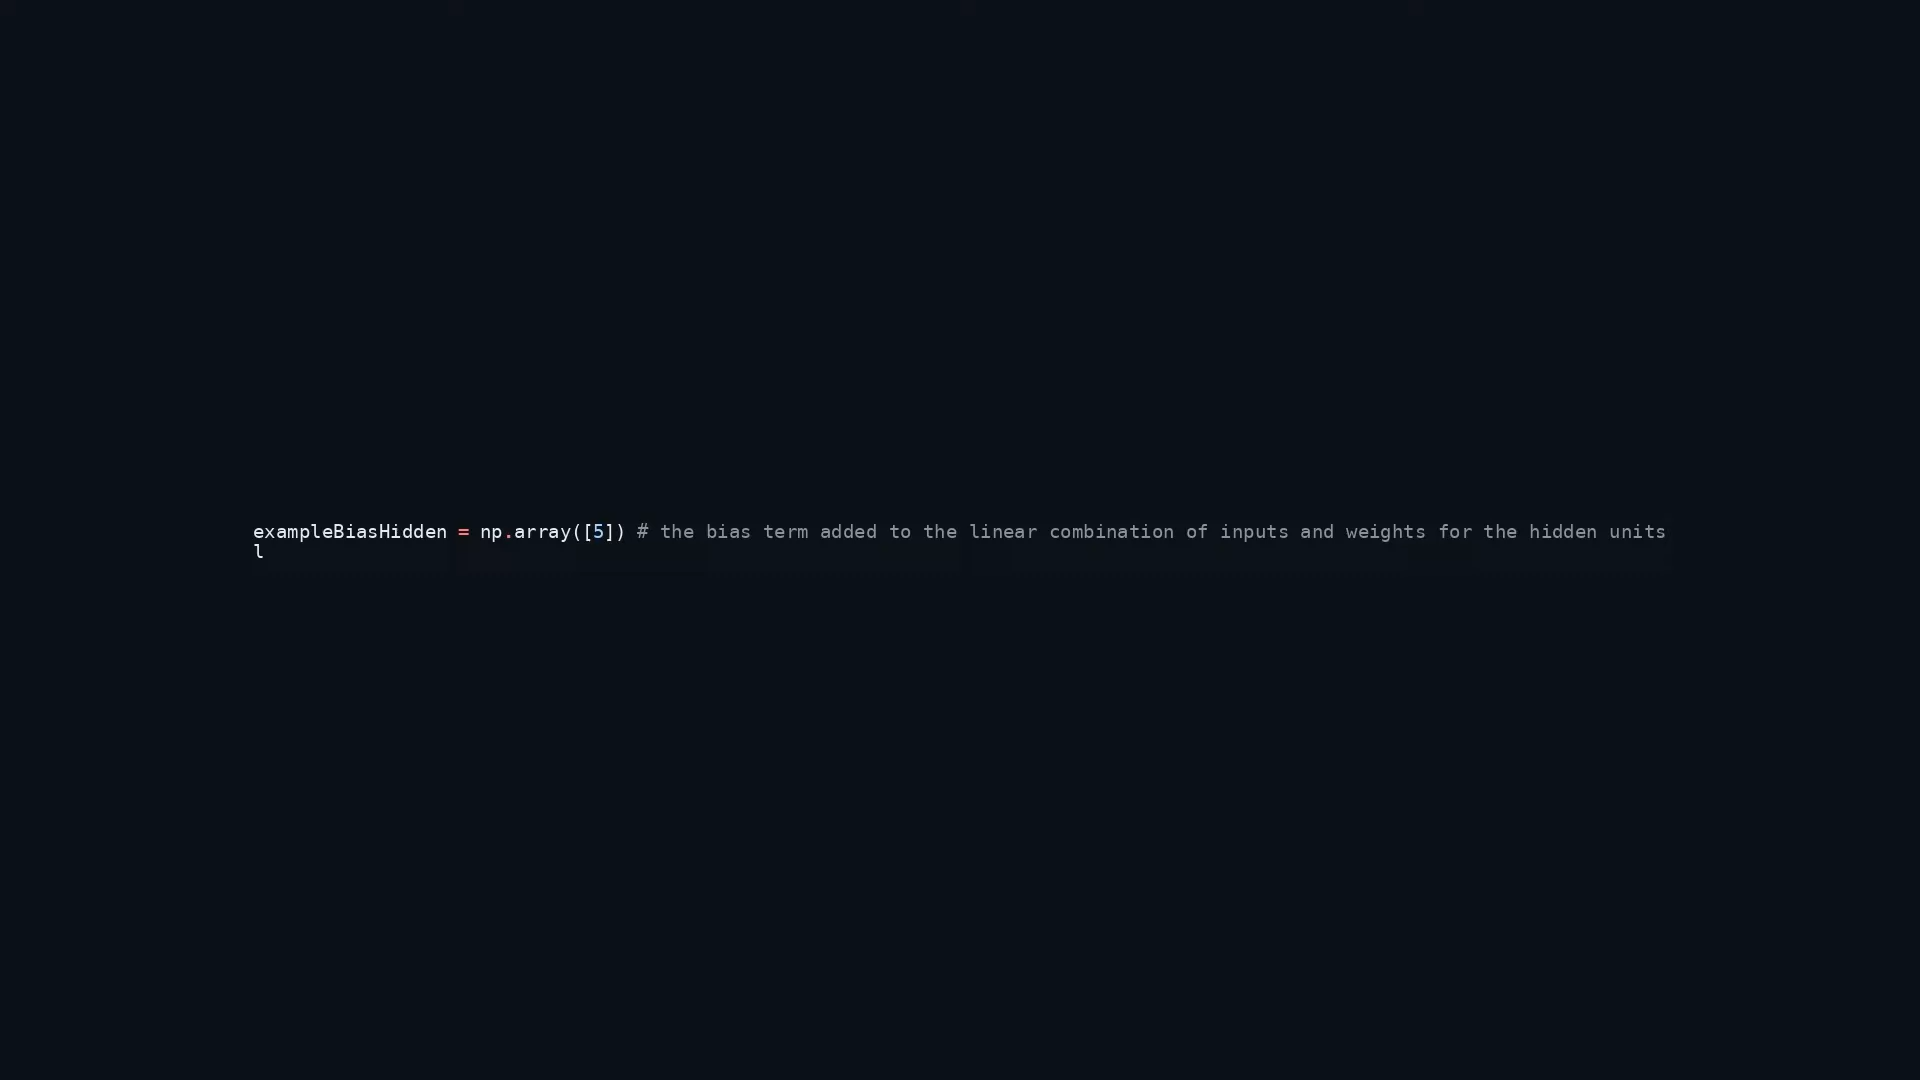 exampleBiasHidden = np.array([5]) # the bias term added to the linear combination of inputs and weights for the hidden units
l